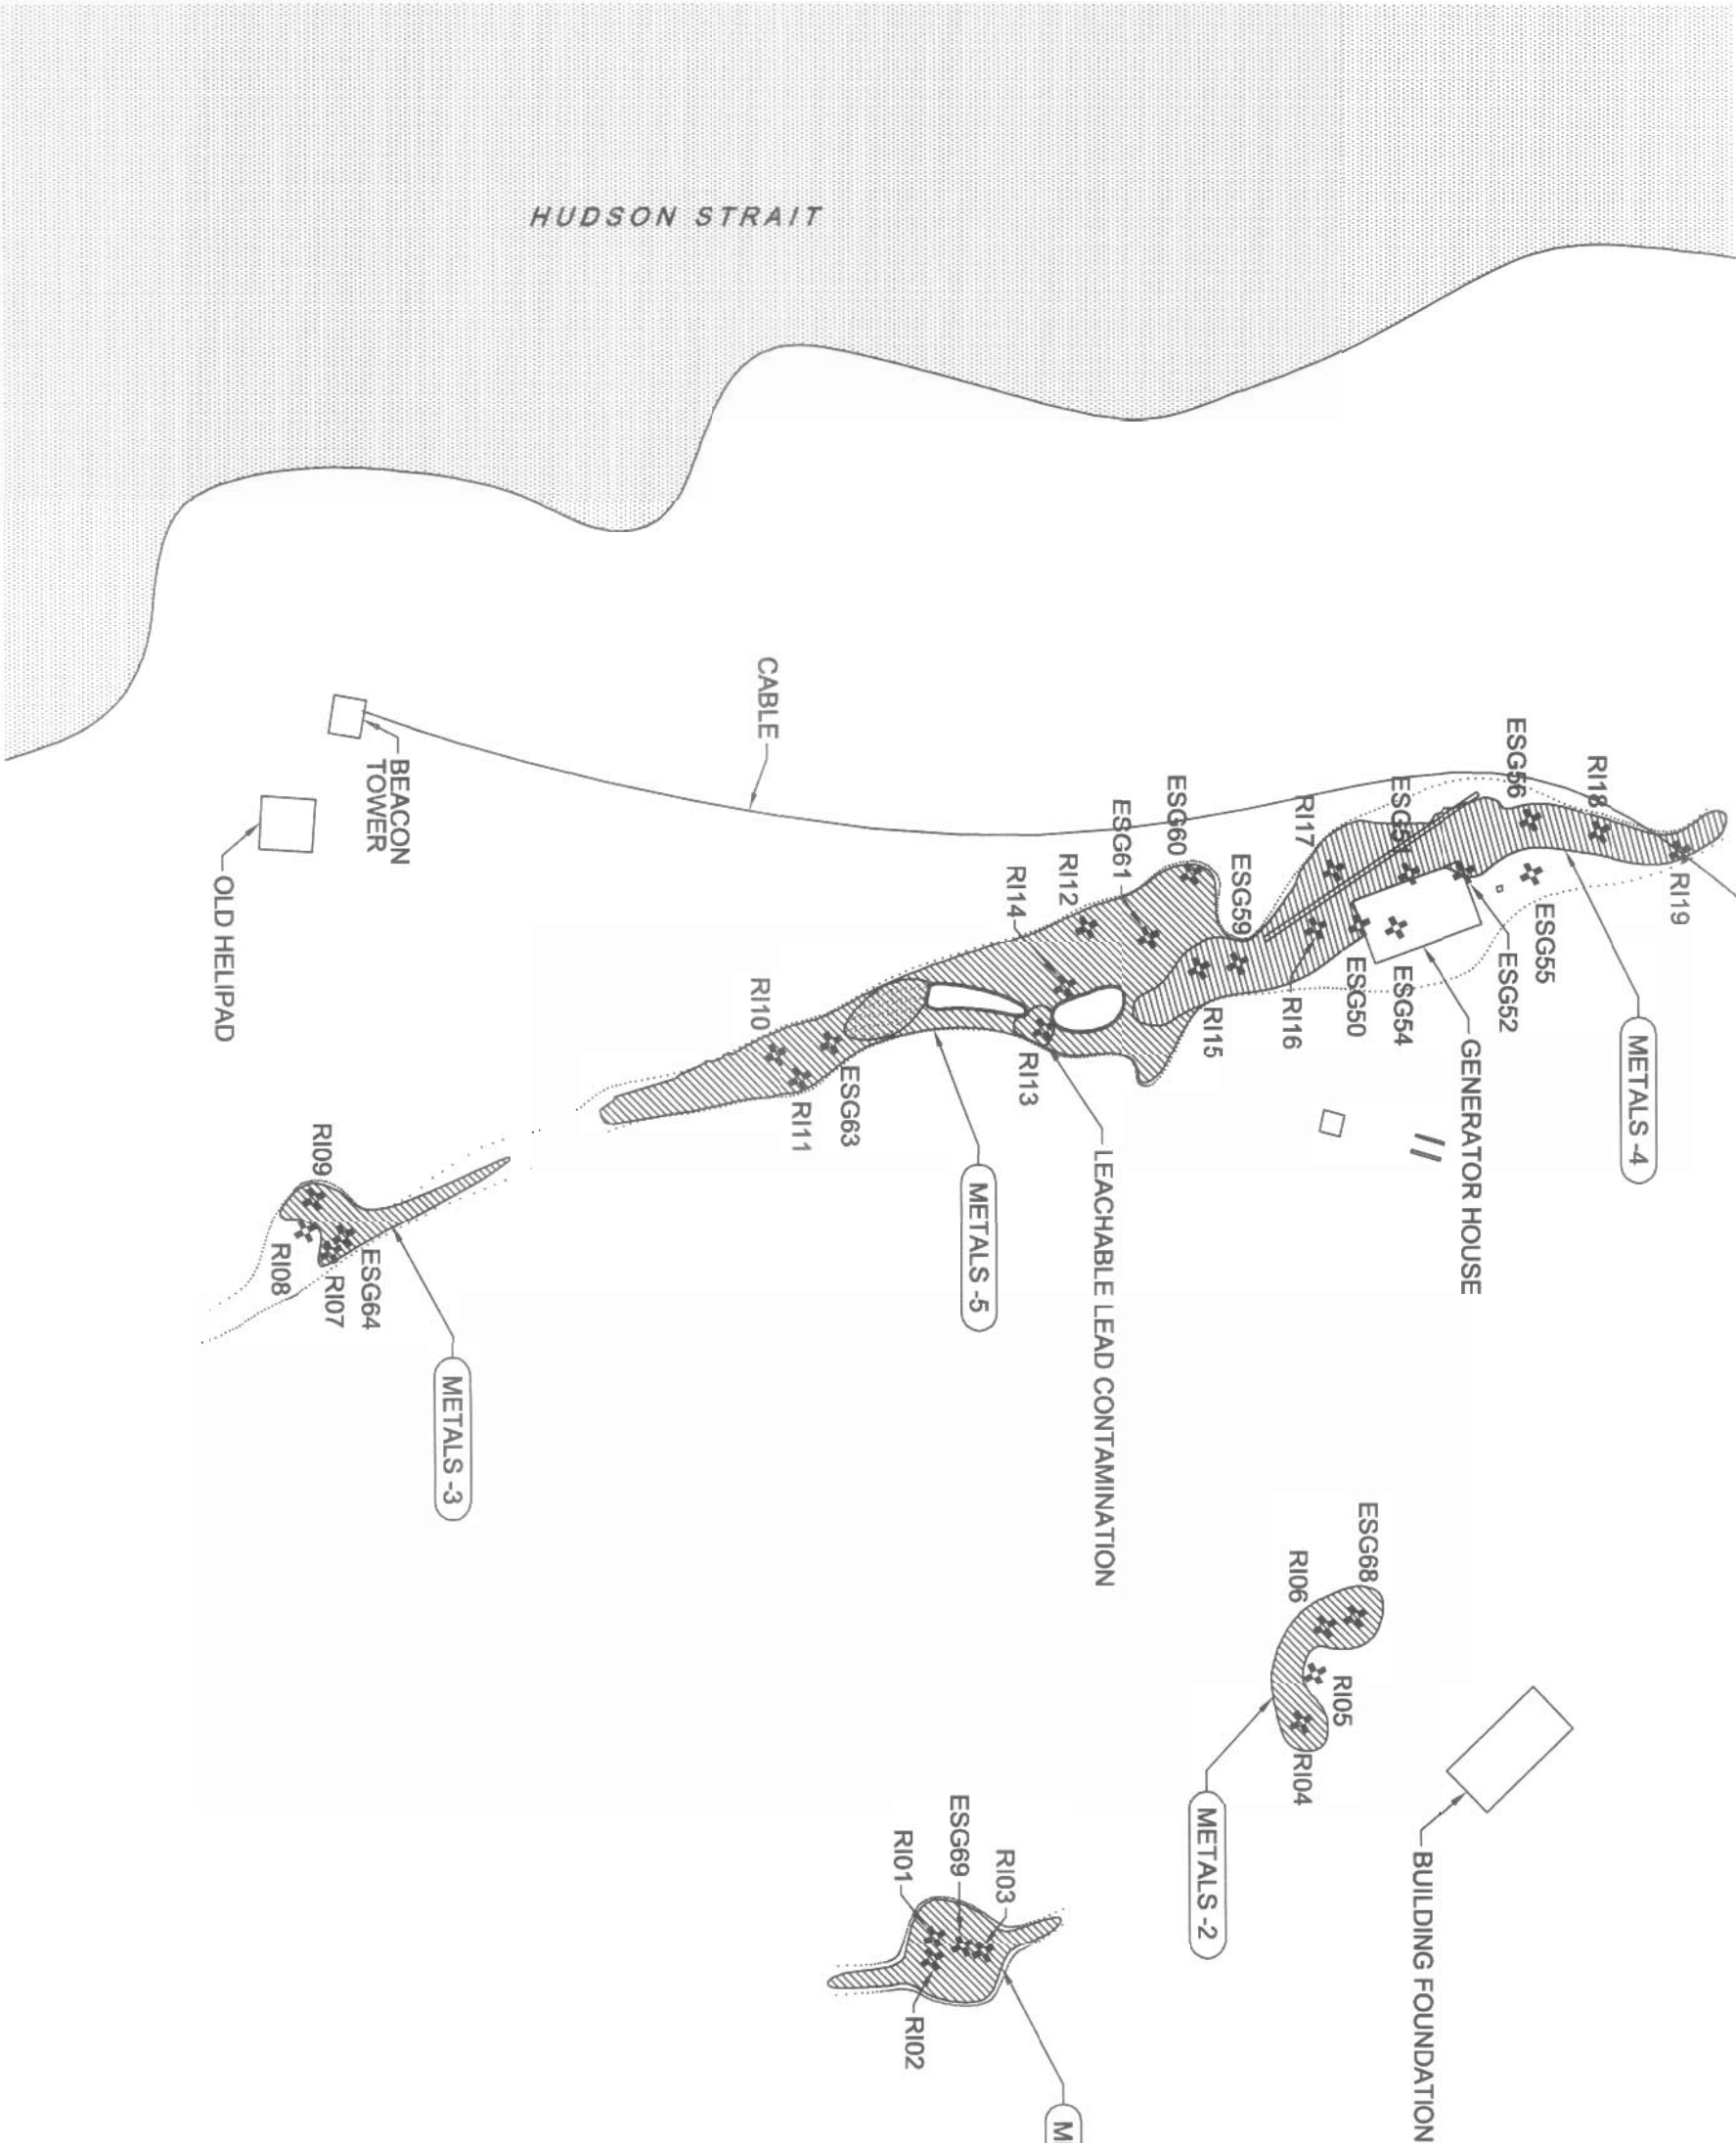 HUDSON STRAIT
CABLE
BEACON
TOWER
OLD HELIPAD
ESG56
RI18
RI17
ESG60
ESG61
ESG59
RI12
RI14
RI19
ESG55
ESG52
ESG54
ESG50
RI16
RI15
RI13
RI10
RI11
ESG63
GENERATOR HOUSE
METALS -4
LEACHABLE LEAD CONTAMINATION
METALS -5
RI09
RI08
RI07
ESG64
METALS -3
ESG68
RI06
RI05
RI04
METALS -2
BUILDING FOUNDATION
ESG69
RI01
RI03
RI02